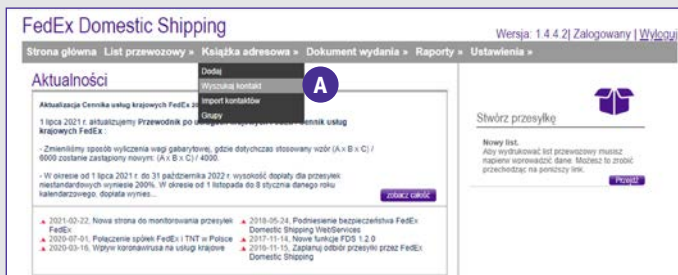 FedEx Domestic Shipping
Wersja: 1.4.4.2| Zalogowany | Wyloguj
Strona główna List przewozowy » Książka adresowa » Dokument wydania » Raporty » Ustawienia »
Aktualności
Dodaj
Wyszukaj kontakt
A
Import kontaktów
Grupy
Aktualizacja Cennika usług krajowych FedEx
1 lipca 2021 r. aktualizujemy Przewodnik po
Cennik usług
krajowych FedEx :
- Zmieniliśmy sposób wyliczenia wagi gabarytowej, gdzie dotychczas stosowany wzór (A x B x C) /
6000 zostanie zastąpiony nowym: (A x B x C) / 4000.
- W okresie od 1 lipca 2021 r. do 31 października 2022 r. wysokość dopłaty dla przesyłek
niestandardowych wyniesie 200%. W okresie od 1 listopada do 8 stycznia danego roku
kalendarzowego, dopłata wynies...
zobacz całość
2021-02-22, Nowa strona do monitorowania przesyłek
FedEx
2020-07-01, Połączenie spółek FedEx i TNT w Polsce
2020-03-16, Wpływ koronawirusa na usługi krajowe
2018-05-24, Podniesienie bezpieczeństwa FedEx
Domestic Shipping WebServices
2017-11-14, Nowe funkcje FDS 1.2.0
2016-11-15, Zaplanuj odbiór przesyłki przez FedEx
Domestic Shipping
Stwórz przesyłkę
Nowy list.
Aby wydrukować list przewozowy musisz
najpierw wprowadzić dane. Możesz to zrobić
przechodząc na poniższy link.
Przejdź